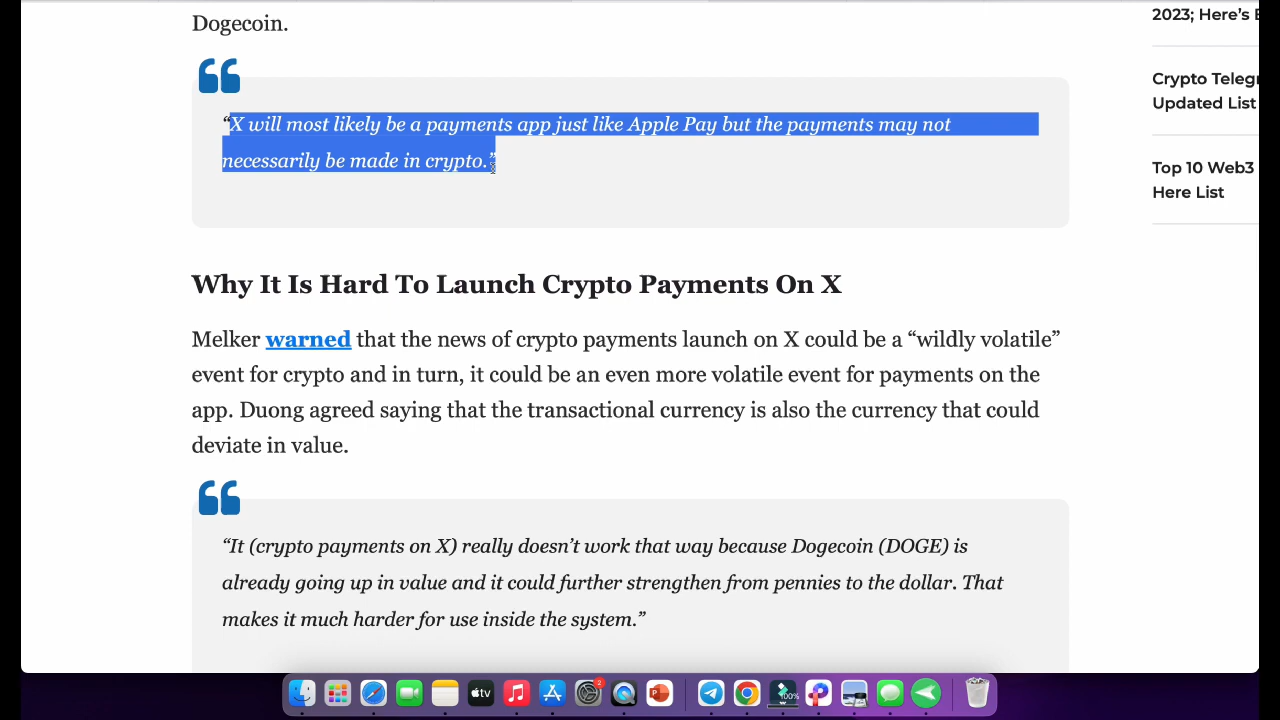 Dogecoin.
“X will most likely be a payments app just like Apple Pay but the payments may not
necessarily be made in crypto.”
Why It Is Hard To Launch Crypto Payments On X
Melker warned that the news of crypto payments launch on X could be a “wildly volatile”
event for crypto and in turn, it could be an even more volatile event for payments on the
app. Duong agreed saying that the transactional currency is also the currency that could
deviate in value.
“It (crypto payments on X) really doesn’t work that way because Dogecoin (DOGE) is
already going up in value and it could further strengthen from pennies to the dollar. That
makes it much harder for use inside the system.”
2023; Here’s
Crypto
Updated List
Top 10 Web3
Here List
tv
2
100%